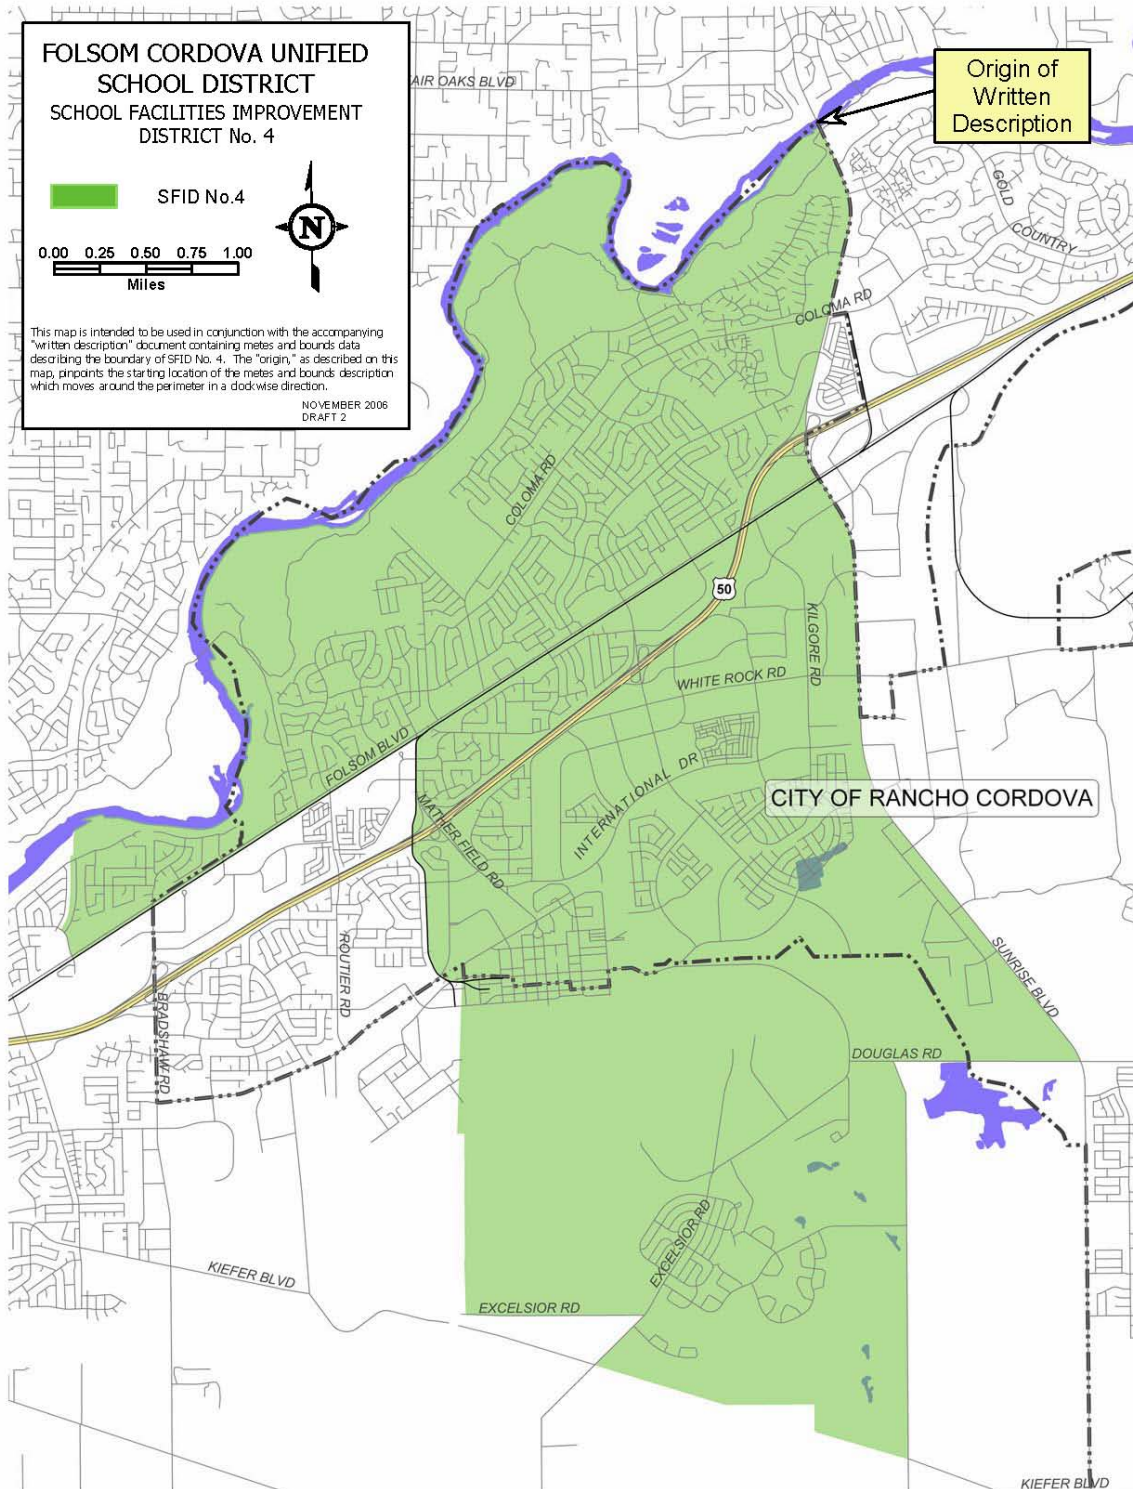 FOLSOM CORDOVA UNIFIED
SCHOOL DISTRICT
SCHOOL FACILITIES IMPROVEMENT
DISTRICT No. 4
SFID No.4
N
0.00 0.25 0.50 0.75 1.00
Miles
This map is intended to be used in conjunction with the accompanying
"written description" document containing metes and bounds data
describing the boundary of SFID No. 4. The "origin," as described on this
map, pinpoints the starting location of the metes and bounds description
which moves around the perimeter in a clockwise direction.
NOVEMBER 2006
DRAFT 2
AIR OAKS BLVD
Origin of
Written
Description
GOLD
COUNTRY
COLOMA RD
COLOMA RD
50
KILGORE RD
WHITE ROCK RD
FOLSOM BLVD
INTERNATIONAL DR
MATHER FIELD RD
CITY OF RANCHO CORDOVA
ROUTIER RD
BRADSHAW RD
SUNRISE BLVD
DOUGLAS RD
EXCELSIOR RD
KIEFER BLVD
EXCELSIOR RD
KIEFER BLVD